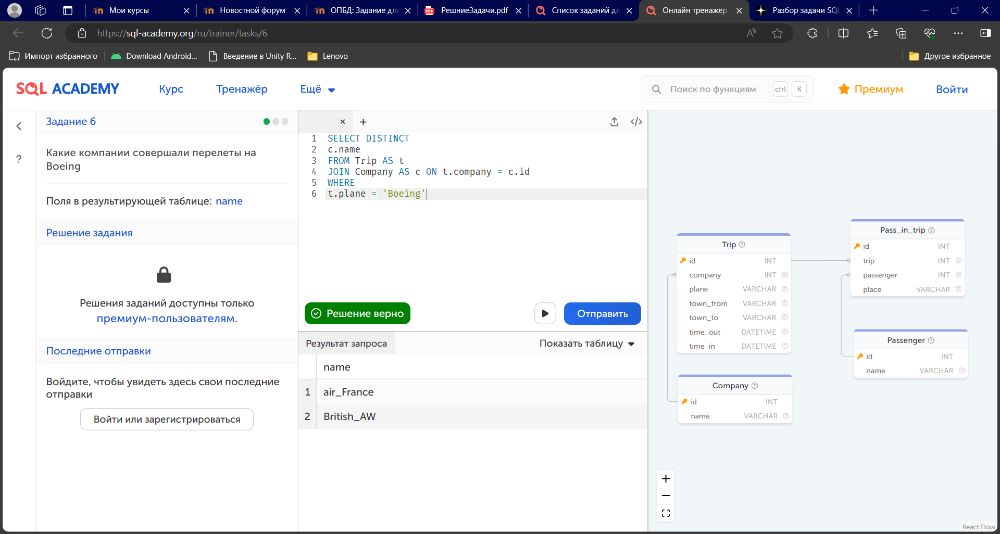 Мои курсы
Новостной форум
ОПБД: Задание для
РешниеЗадачи.pdf
Список заданий дл
Онлайн тренажёр
Разбор задачи SQL
https://sql-academy.org/ru/trainer/tasks/6
Импорт избранного
Download Android...
Введение в Unity R...
Lenovo
Другое избранное
SQL ACADEMY
Курс
Тренажёр
Ещё
Поиск по функциям
ctrl
K
Премиум
Войти
Задание 6
Какие компании совершали перелеты на
Boeing
Поля в результирующей таблице: name
Решение задания
Решения заданий доступны только
премиум-пользователям.
Последние отправки
Войдите, чтобы увидеть здесь свои последние
отправки
Войти или зарегистрироваться
1 SELECT DISTINCT
2 c.name
3 FROM Trip AS t
4 JOIN Company AS c ON t.company = c.id
5 WHERE
6 t.plane = 'Boeing'
Решение верно
Отправить
Результат запроса
Показать таблицу
name
1 air_France
2 British_AW
Trip
id INT
company INT
plane VARCHAR
town_from VARCHAR
town_to VARCHAR
time_out DATETIME
time_in DATETIME
Company
id INT
name VARCHAR
Pass_in_trip
id INT
trip INT
passenger INT
place VARCHAR
Passenger
id INT
name VARCHAR
React Flow